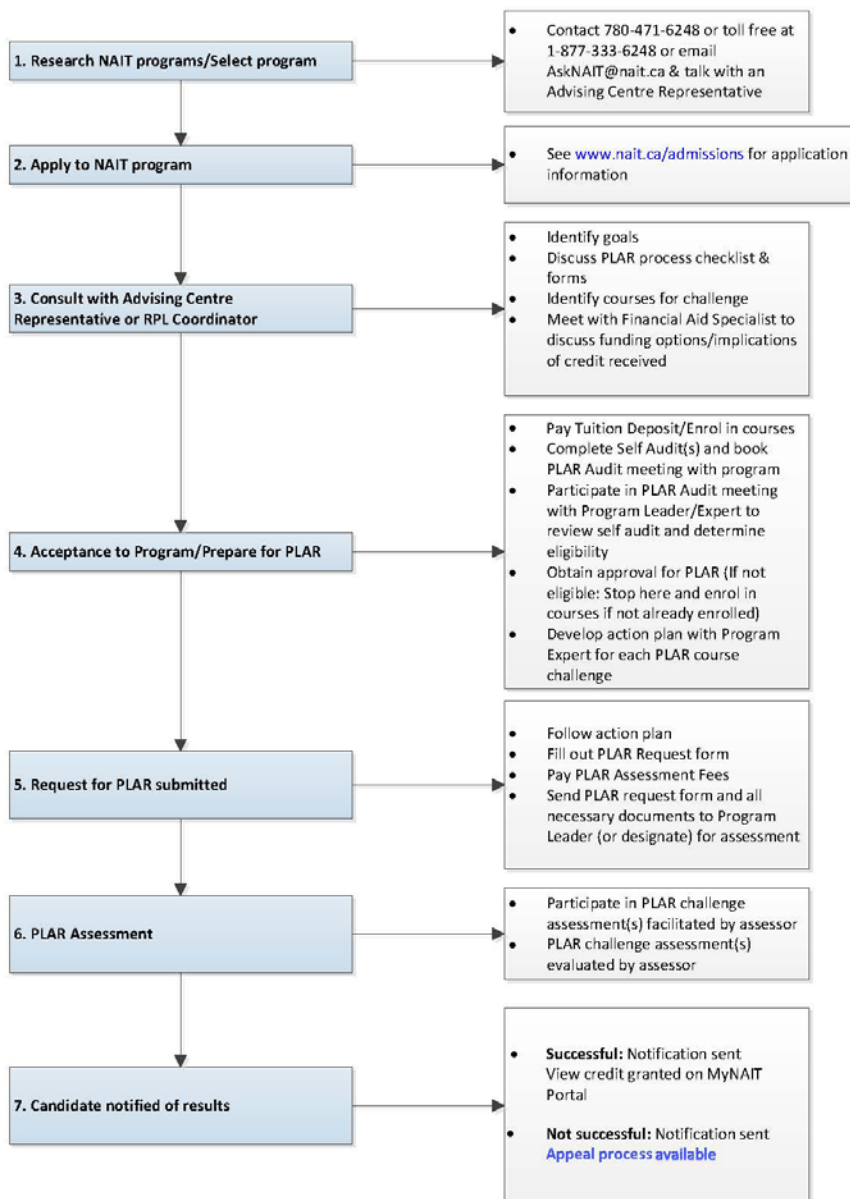 1. Research NAIT programs/Select program
• Contact 780-471-6248 or toll free at
1-877-333-6248 or email
AskNAIT@nait.ca & talk with an
Advising Centre Representative
2. Apply to NAIT program
• See www.nait.ca/admissions for application
information
3. Consult with Advising Centre
Representative or RPL Coordinator
• Identify goals
• Discuss PLAR process checklist &
forms
• Identify courses for challenge
• Meet with Financial Aid Specialist to
discuss funding options/implications
of credit received
4. Acceptance to Program/Prepare for PLAR
• Pay Tuition Deposit/Enrol in courses
• Complete Self Audit(s) and book
PLAR Audit meeting with program
• Participate in PLAR Audit meeting
with Program Leader/Expert to
review self audit and determine
eligibility
• Obtain approval for PLAR (If not
eligible: Stop here and enrol in
courses if not already enrolled)
• Develop action plan with Program
Expert for each PLAR course
challenge
5. Request for PLAR submitted
• Follow action plan
• Fill out PLAR Request form
• Pay PLAR Assessment Fees
• Send PLAR request form and all
necessary documents to Program
Leader (or designate) for assessment
6. PLAR Assessment
• Participate in PLAR challenge
assessment(s) facilitated by assessor
• PLAR challenge assessment(s)
evaluated by assessor
7. Candidate notified of results
• Successful: Notification sent
View credit granted on MyNAIT
Portal
• Not successful: Notification sent
Appeal process available